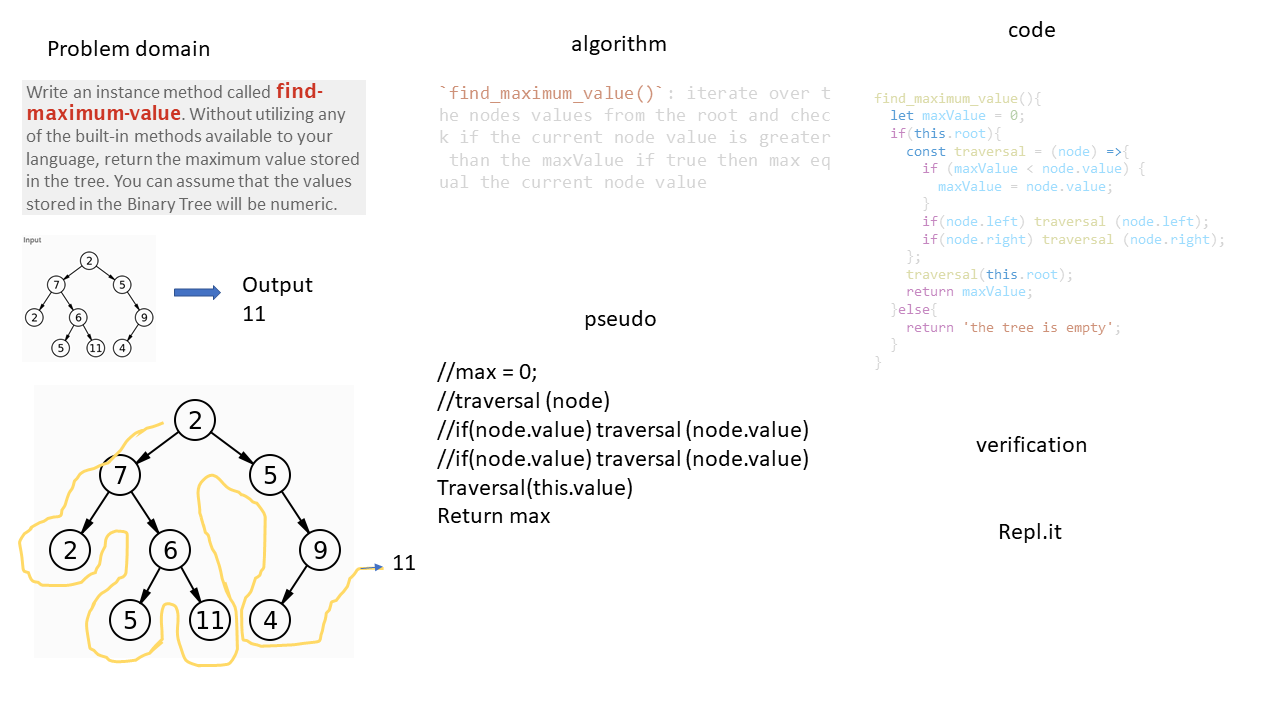 Problem domain
Write an instance method called find-
maximum-value. Without utilizing any
of the built-in methods available to your
language, return the maximum value stored
in the tree. You can assume that the values
stored in the Binary Tree will be numeric.
Input
2
7 5
2 6 9
5 11 4
Output
11
2
7 5
2 6 9
5 11 4
11
algorithm
`find_maximum_value()`: iterate over t
he nodes values from the root and chec
k if the current node value is greater
than the maxValue if true then max eq
ual the current node value
pseudo
//max = 0;
//traversal (node)
//if(node.value) traversal (node.value)
//if(node.value) traversal (node.value)
Traversal(this.value)
Return max
code
find_maximum_value(){
let maxValue = 0;
if(this.root){
const traversal = (node) =>{
if (maxValue < node.value) {
maxValue = node.value;
}
if(node.left) traversal (node.left);
if(node.right) traversal (node.right);
};
traversal(this.root);
return maxValue;
}else{
return 'the tree is empty';
}
}
verification
Repl.it